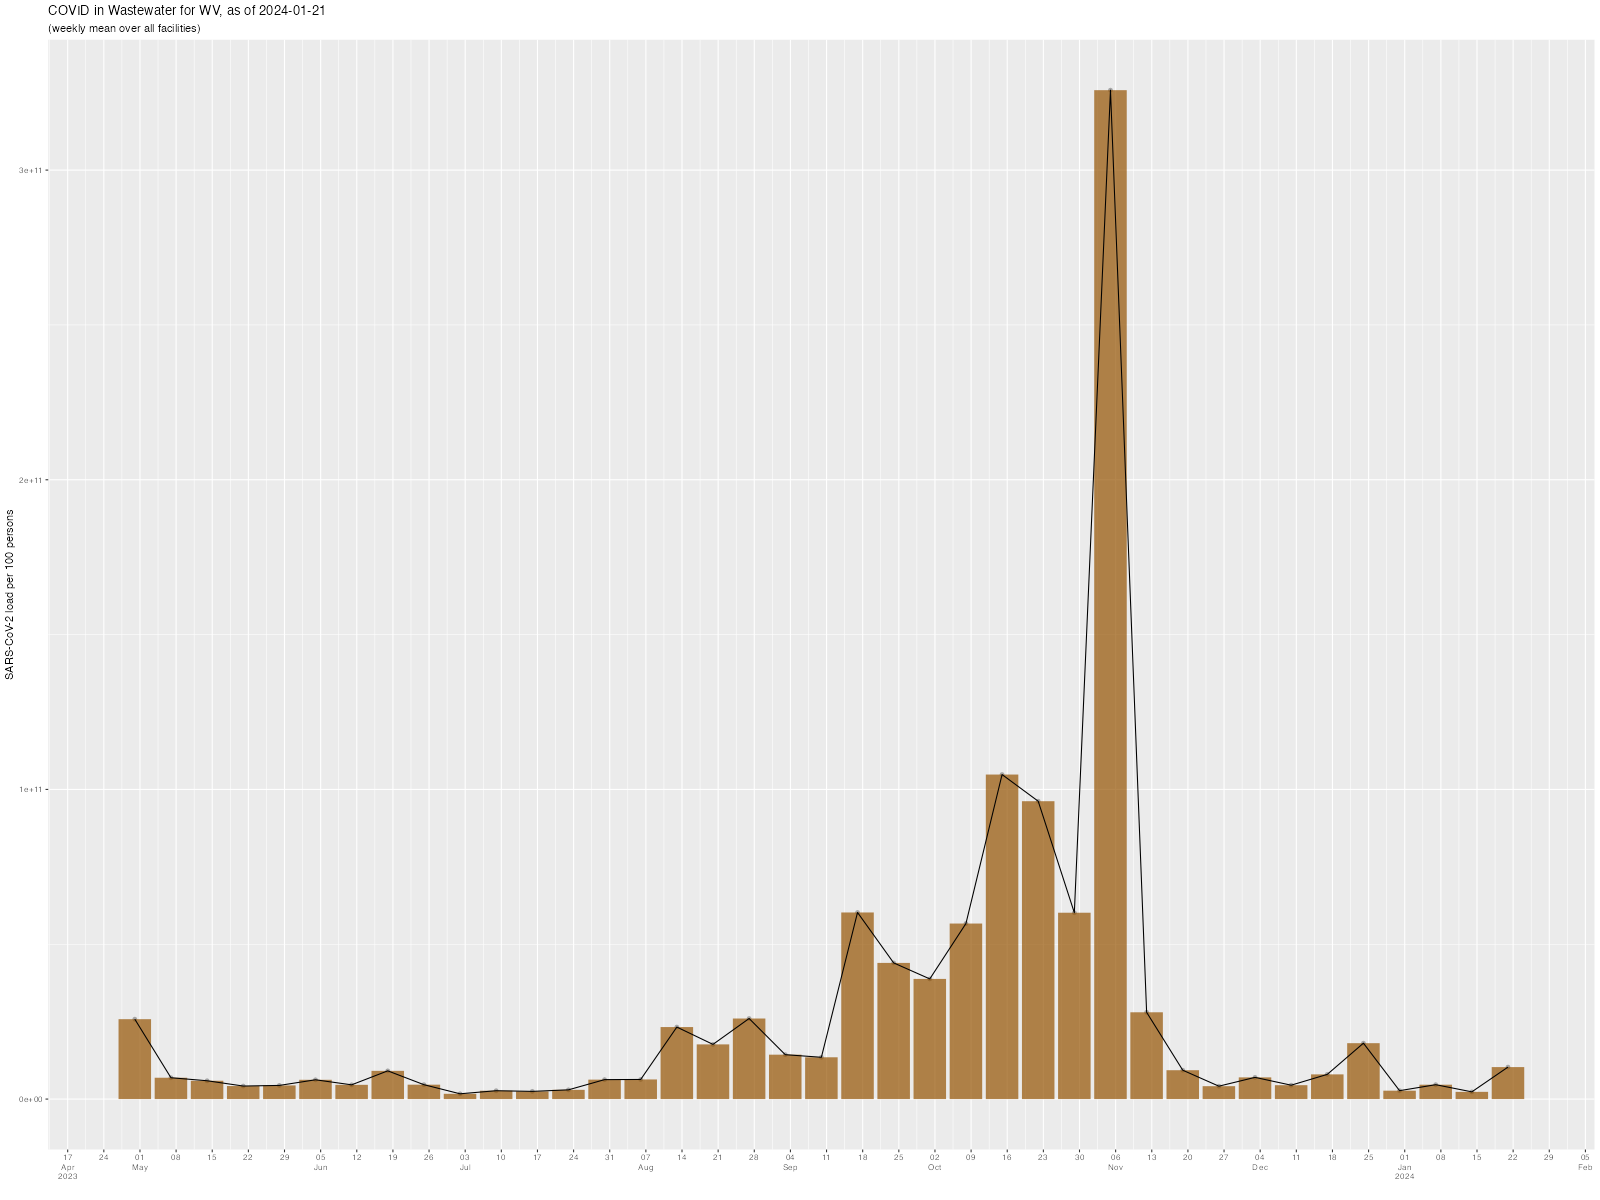 COVID in Wastewater for WV, as of 2024-01-21
(weekly mean over all facilities)
SARS-CoV-2 load per 100 persons
3e+11
2e+11
1e+11
0e+00
17 24 01 08 15 22 29 05 12 19 26 03 10 17 24 31 07 14 21 28 04 11 18 25 02 09 16 23 30 06 13 20 27 04 11 18 25 01 08 15 22 29 05
Apr May Jun Jul Aug Sep Oct Nov Dec Jan Feb
2023 2024